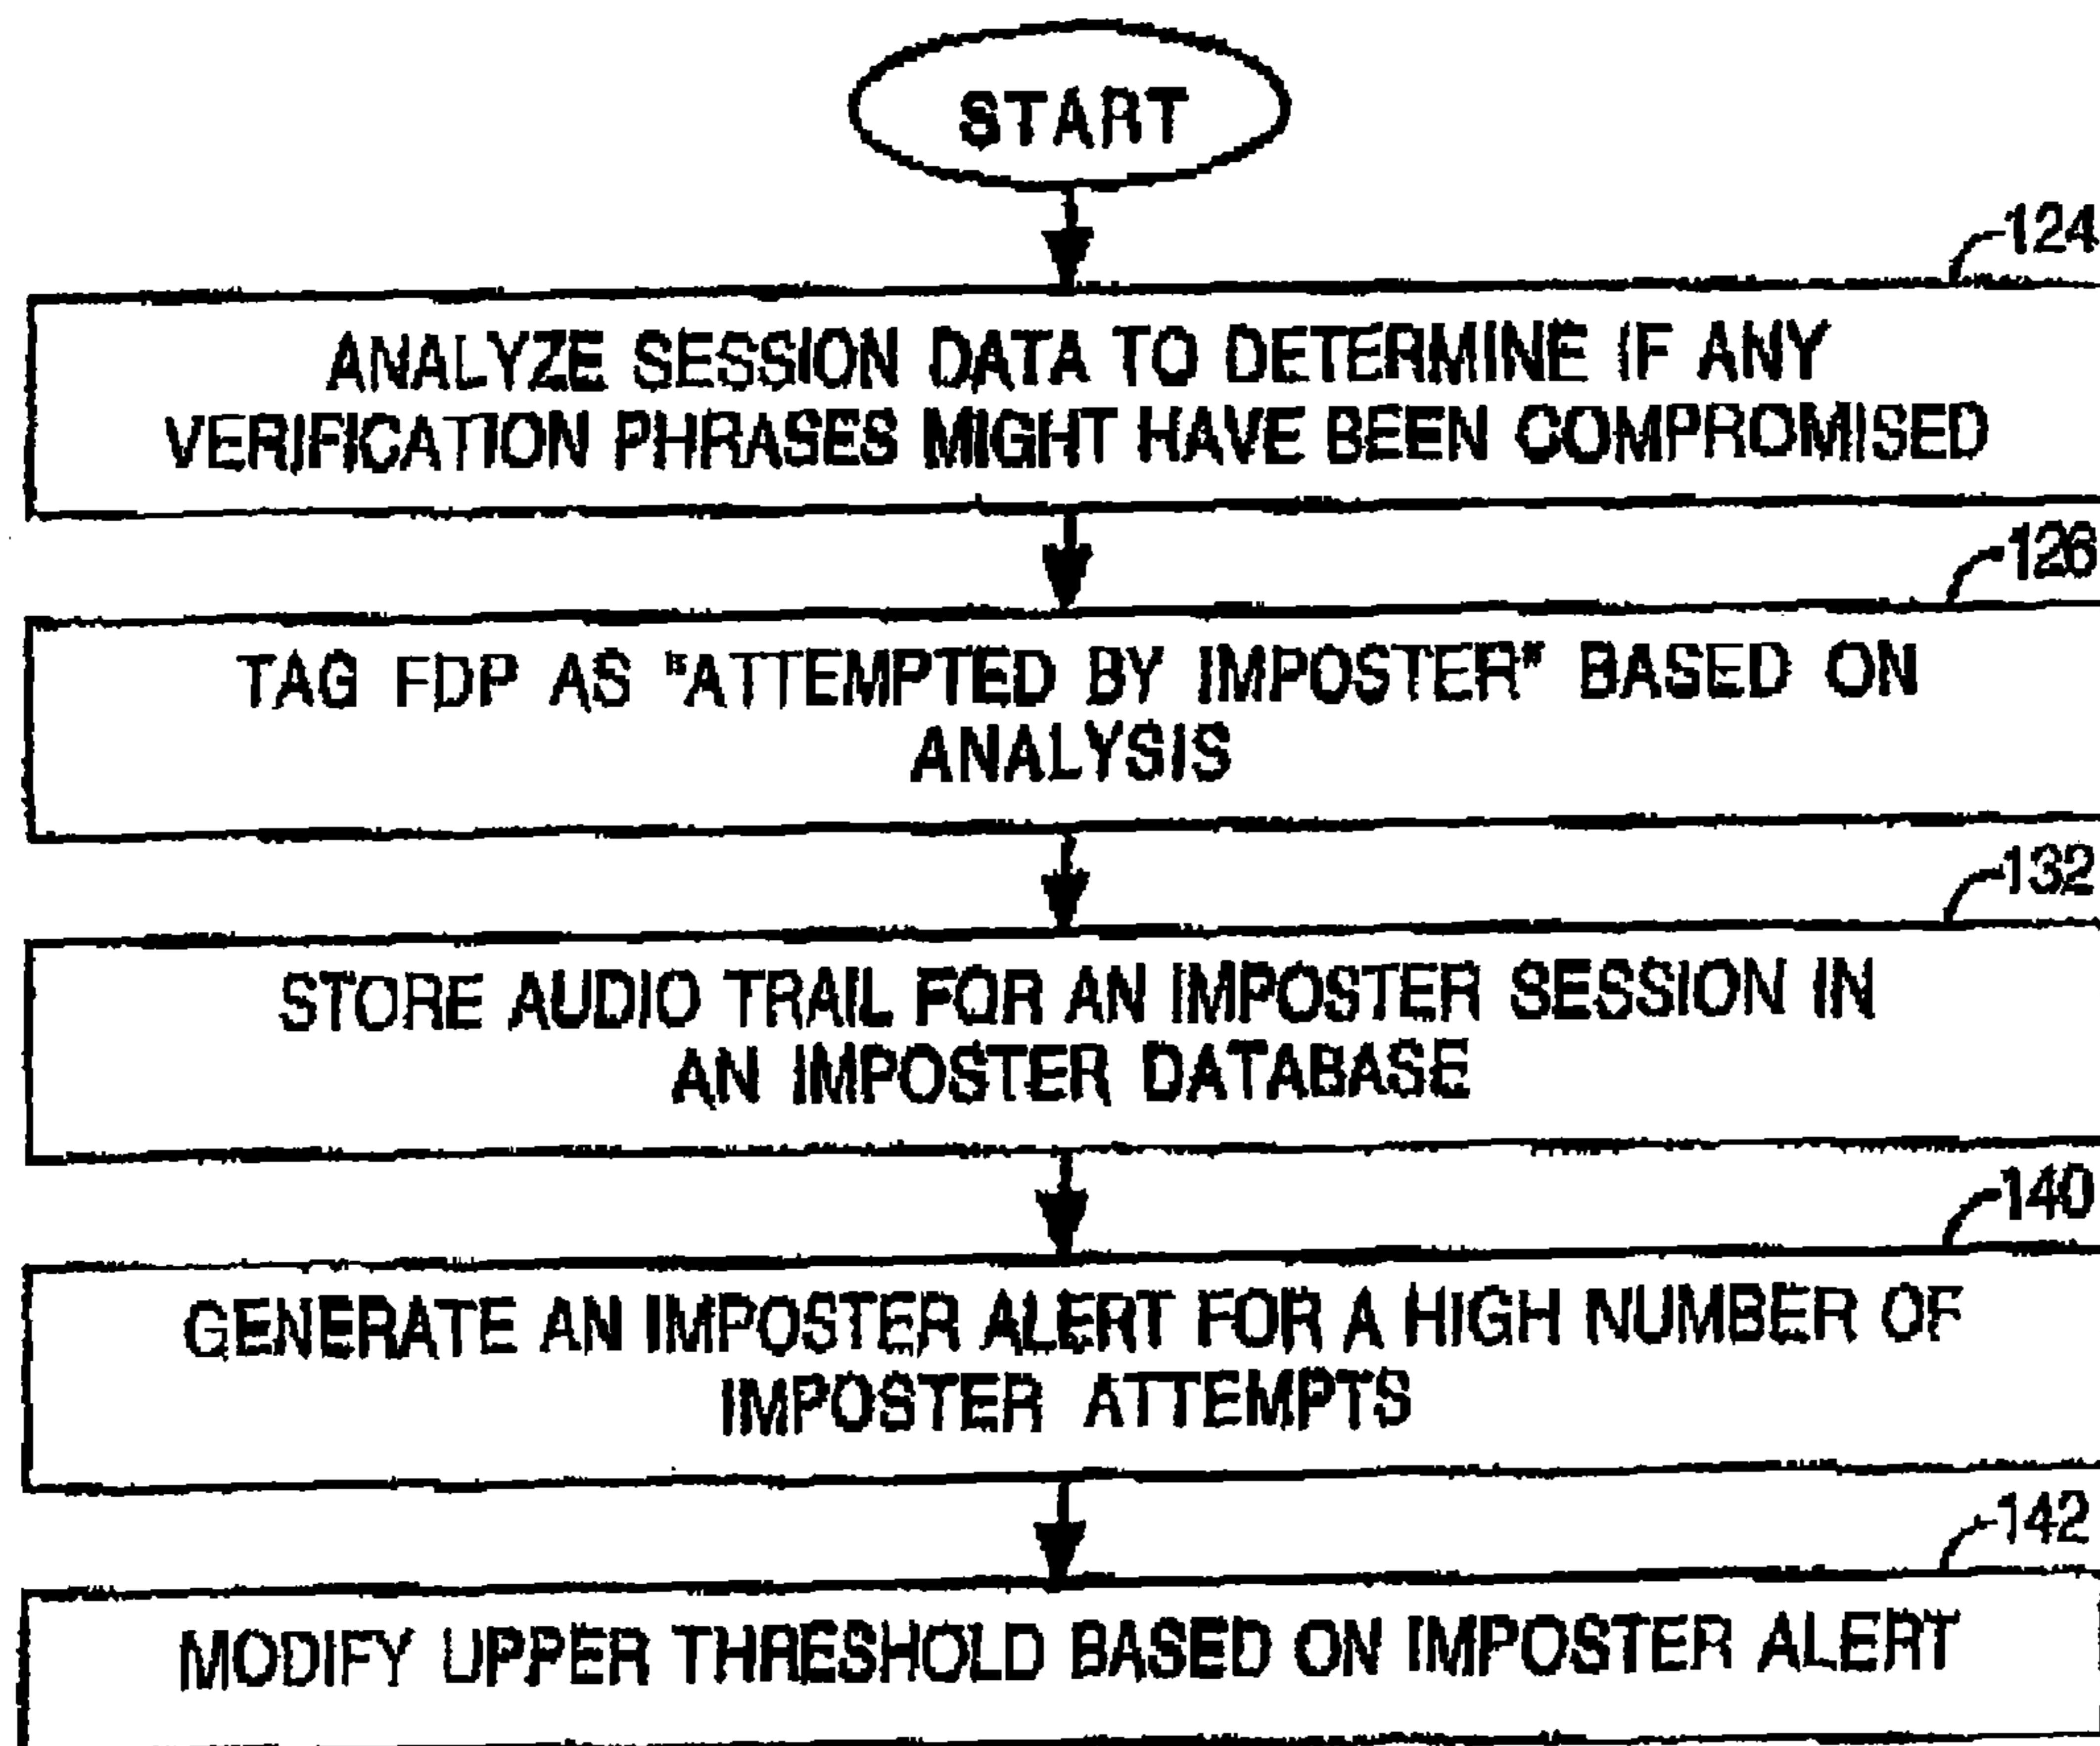 START
124
ANALYZE SESSION DATA TO DETERMINE IF ANY
VERIFICATION PHRASES MIGHT HAVE BEEN COMPROMISED
126
TAG FDP AS "ATTEMPTED BY IMPOSTER" BASED ON
ANALYSIS
132
STORE AUDIO TRAIL FOR AN IMPOSTER SESSION IN
AN IMPOSTER DATABASE
140
GENERATE AN IMPOSTER ALERT FOR A HIGH NUMBER OF
IMPOSTER ATTEMPTS
142
MODIFY UPPER THRESHOLD BASED ON IMPOSTER ALERT